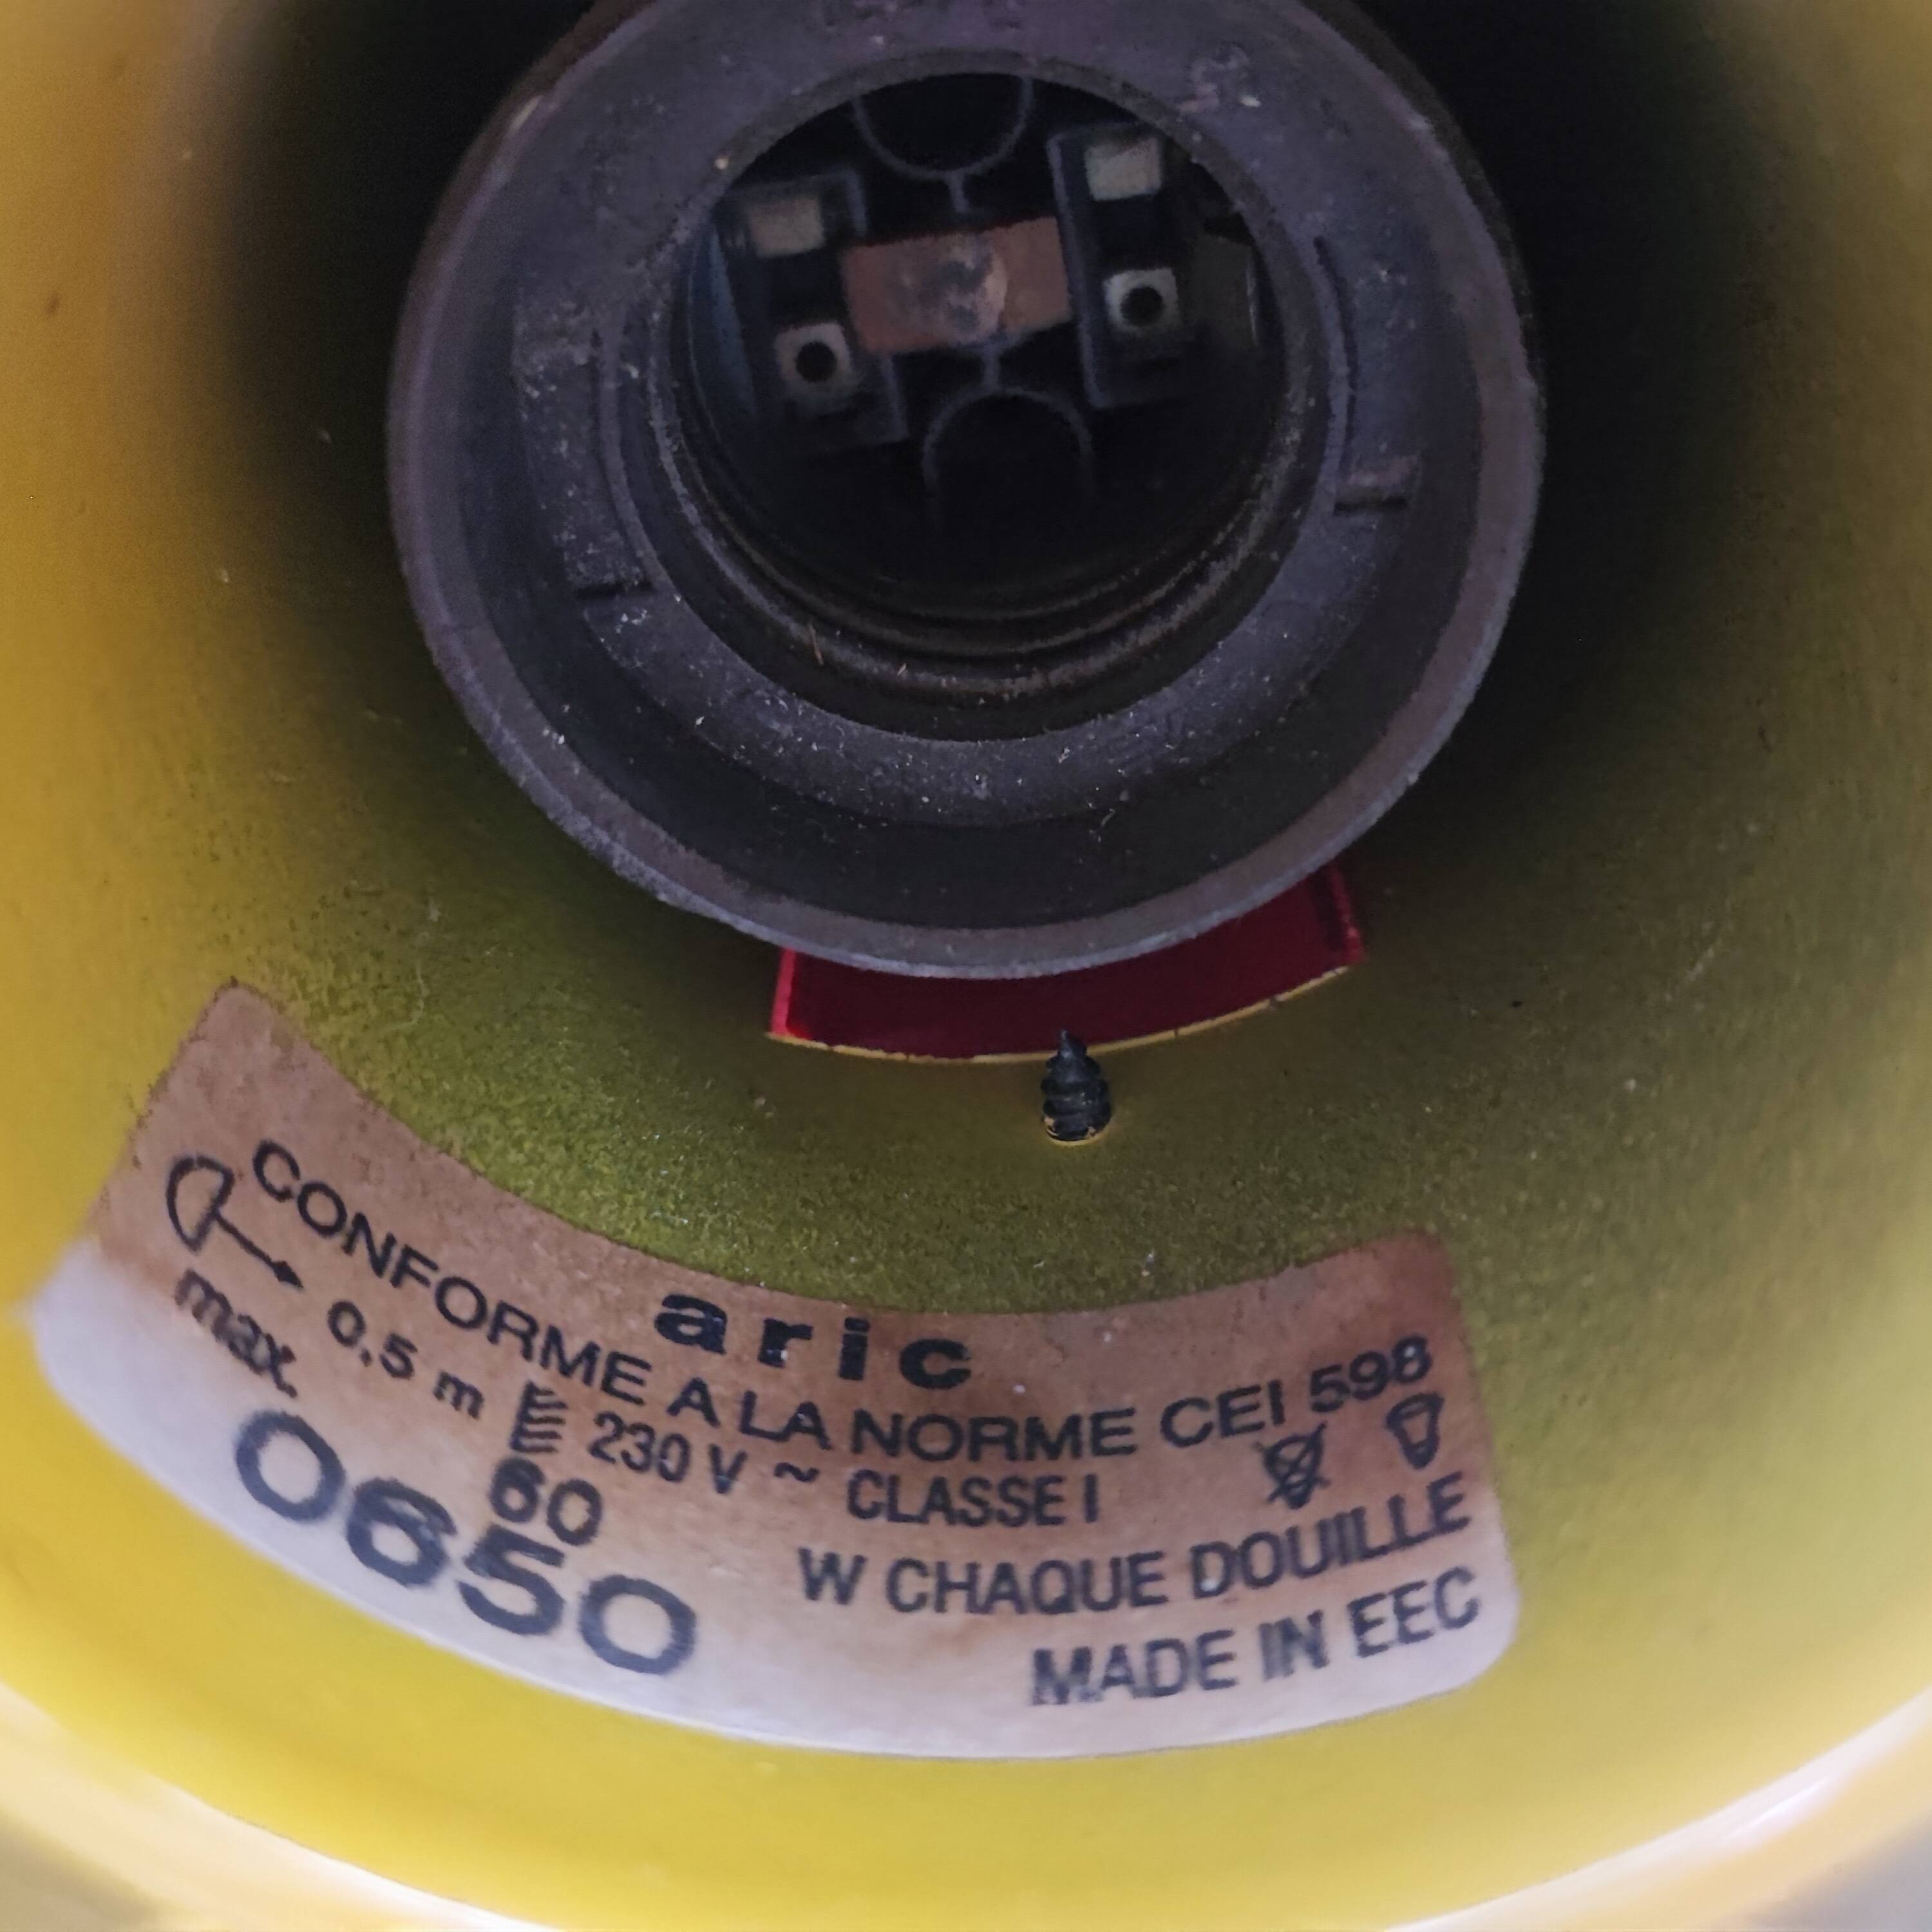 aric
CONFORME A LA NORME CEI 598
0,5 m 230 V ~ CLASSE I
max. 60 W CHAQUE DOUILLE
0650 MADE IN EEC